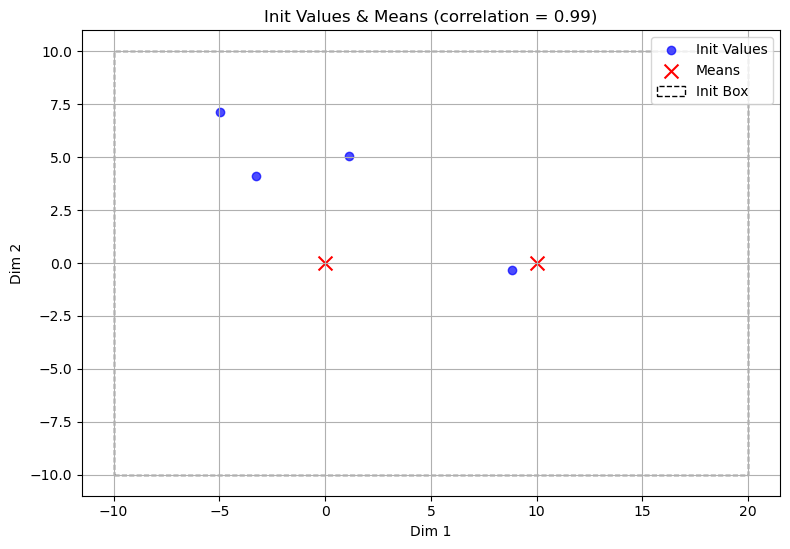 Init Values & Means (correlation = 0.99)
Init Values
Means
Init Box
10.0
7.5
5.0
2.5
0.0
−2.5
−5.0
−7.5
−10.0
Dim 2
−10
−5
0
5
10
15
20
Dim 1